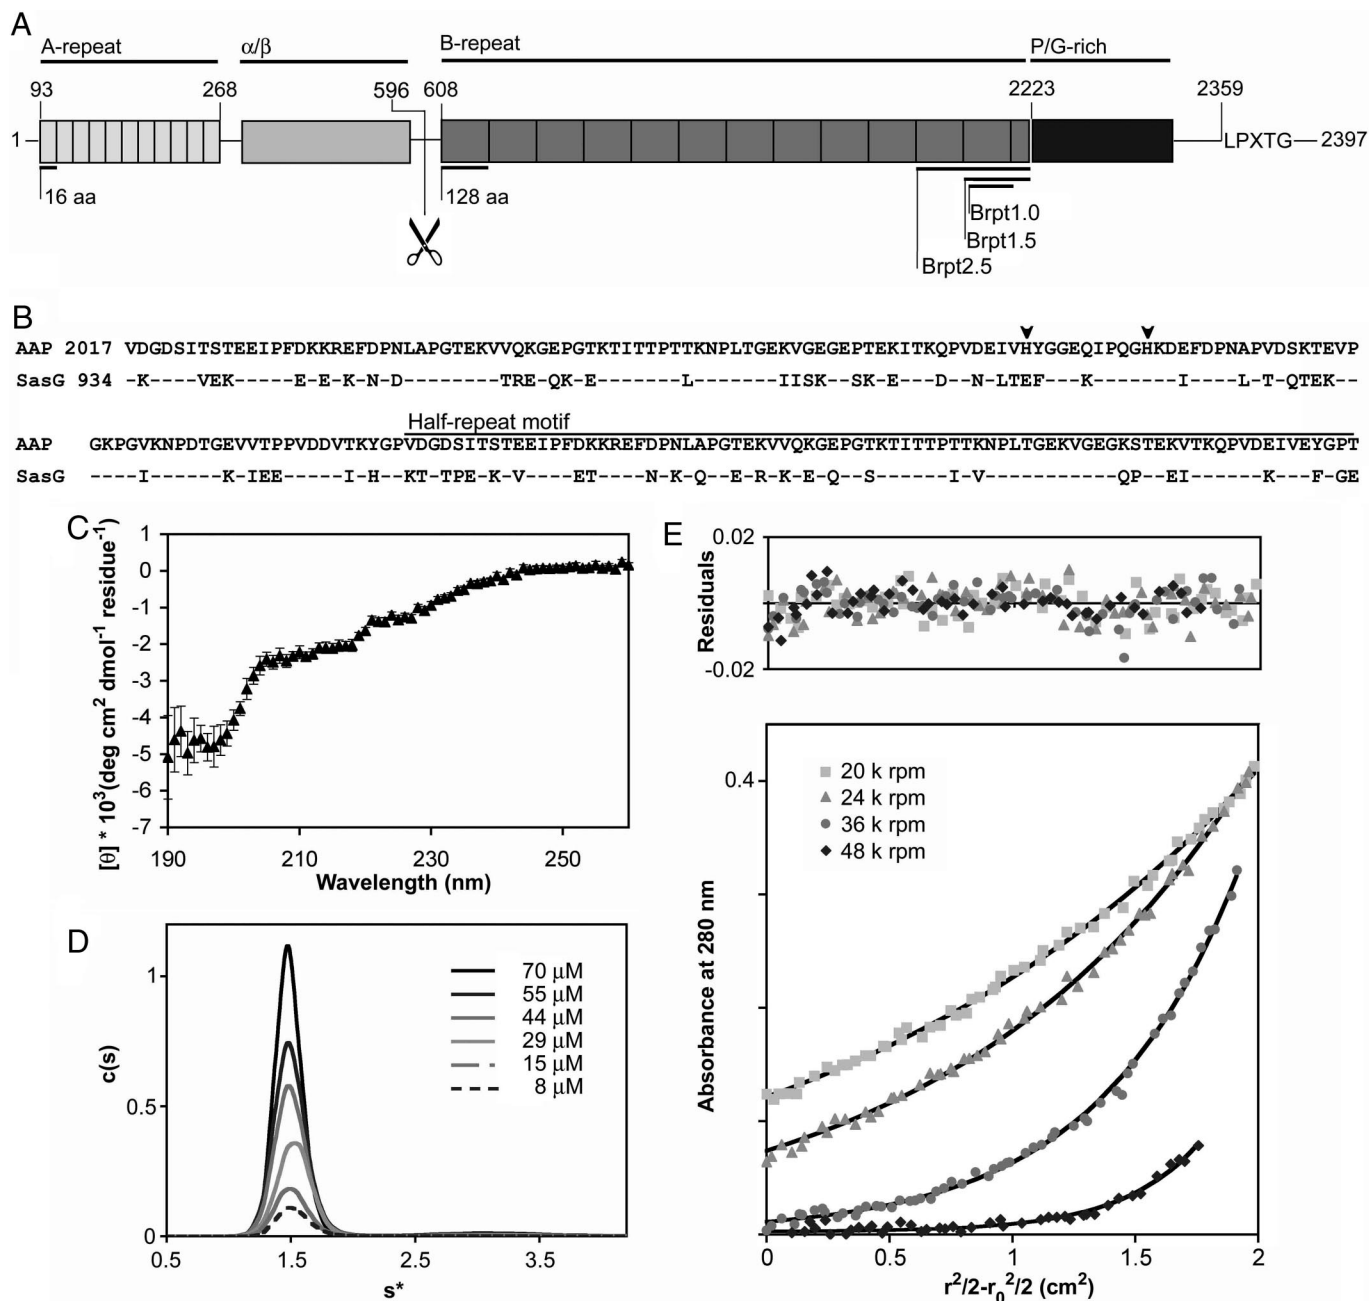 A
A-repeat α/β B-repeat P/G-rich
93 268 596 608 2223 2359
1 LPXTG 2397
16 aa 128 aa
Brpt1.0
Brpt1.5
Brpt2.5
B
AAP 2017 VDGDSITSTEEIPFDKKREFDPNLAPGTEKVVQKGEPGTKTITTPTTKNPLTGEKVGEGEPTEKITKQPVDEIVHYGGEQIPQGHKDEFDPNAPVDSKTEVP
SasG 934 -K-----VEK------E-E-K-N-D--------TRE-QK-E-------L-------IISK--SK-E---D--N-LTEF---K-------I----L-T-QTEK--
Half-repeat motif
AAP GKPGVKNPDTGEVVTPPVDDVTKYGPVDGDSITSTEEIPFDKKREFDPNLAPGTEKVVQKGEPGTKTITTPTTKNPLTGEKVGEGKSTEKVTKQPVDEIVEYGPT
SasG ----I------K-IEE-----I-H--KT-TPE-K-V----ET----N-K-Q--E-R-K-E-Q--S------I-V-----------QP--EI------K---F-GE
C
[θ] * 10³(deg cm² dmol⁻¹ residue⁻¹)
1
0
-1
-2
-3
-4
-5
-6
-7
190 210 230 250
Wavelength (nm)
D
c(s)
1
0.5
0
70 µM
55 µM
44 µM
29 µM
15 µM
8 µM
0.5 1.5 2.5 3.5
s*
E
Residuals
0.02
-0.02
Absorbance at 280 nm
0.4
20 k rpm
24 k rpm
36 k rpm
48 k rpm
0 0.5 1 1.5 2
r²/2-r₀²/2 (cm²)